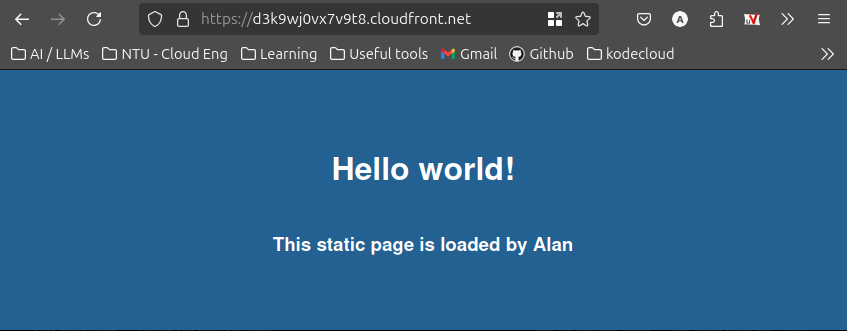 https://d3k9wj0vx7v9t8.cloudfront.net
A
AI / LLMs NTU - Cloud Eng Learning Useful tools Gmail Github kodecloud
Hello world!
This static page is loaded by Alan